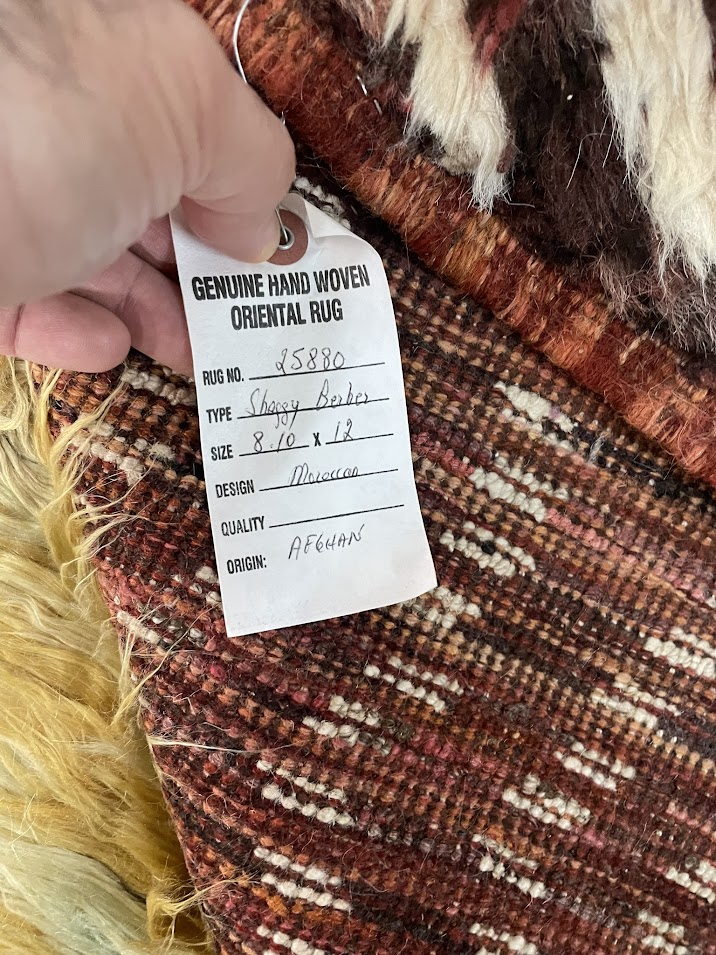 GENUINE HAND WOVEN
ORIENTAL RUG
RUG NO. 25880
TYPE Shaggy Berber
SIZE 8.10 X 12
DESIGN Moroccan
QUALITY
ORIGIN: AFGHAN